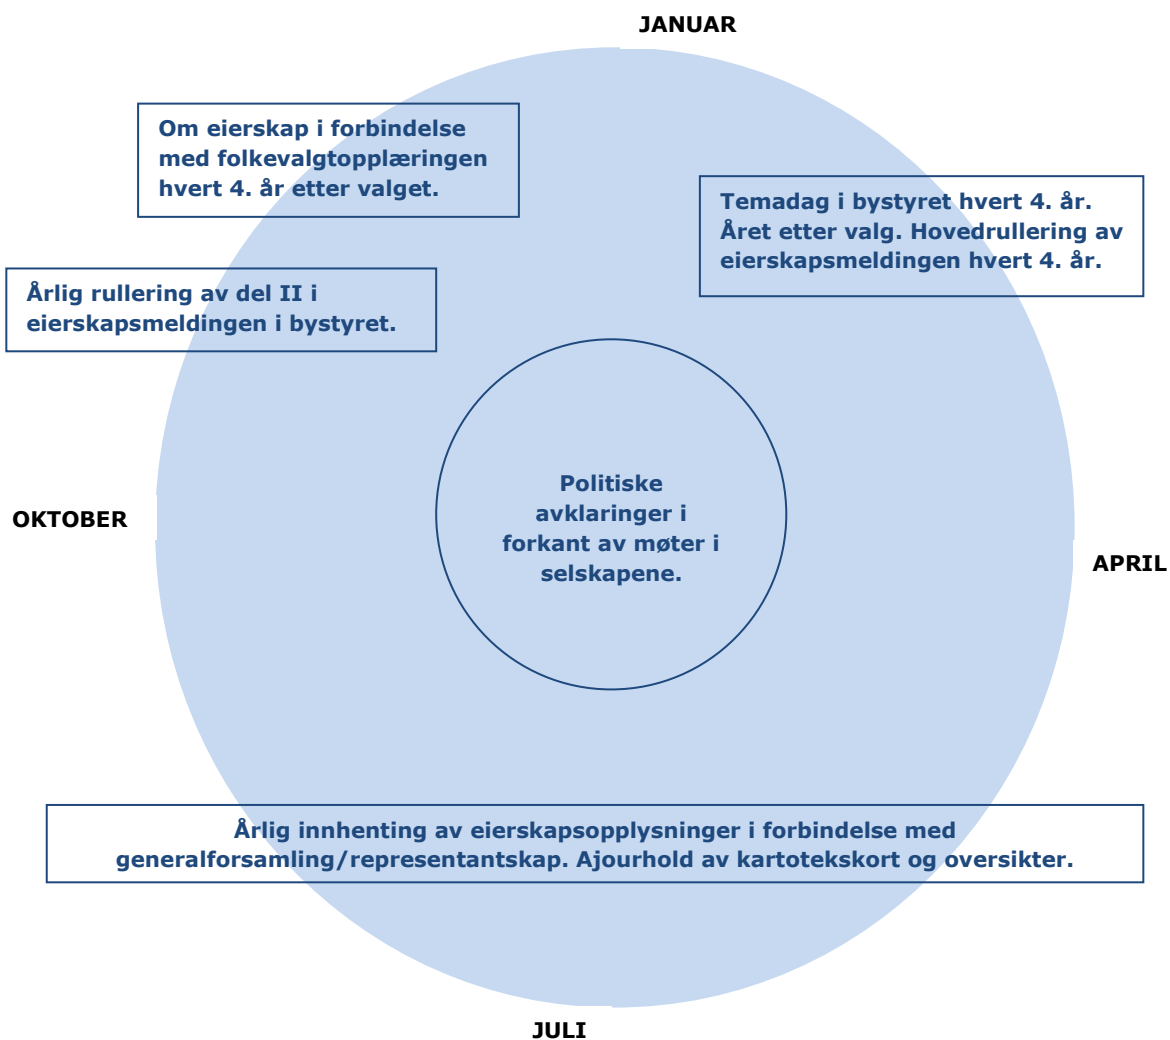 JANUAR
Om eierskap i forbindelse
med folkevalgtopplæringen
hvert 4. år etter valget.
Temadag i bystyret hvert 4. år.
Året etter valg. Hovedrullering av
eierskapsmeldingen hvert 4. år.
Årlig rullering av del II i
eierskapsmeldingen i bystyret.
Politiske
avklaringer i
forkant av møter i
selskapene.
OKTOBER
APRIL
Årlig innhenting av eierskapsopplysninger i forbindelse med
generalforsamling/representantskap. Ajourhold av kartotekskort og oversikter.
JULI